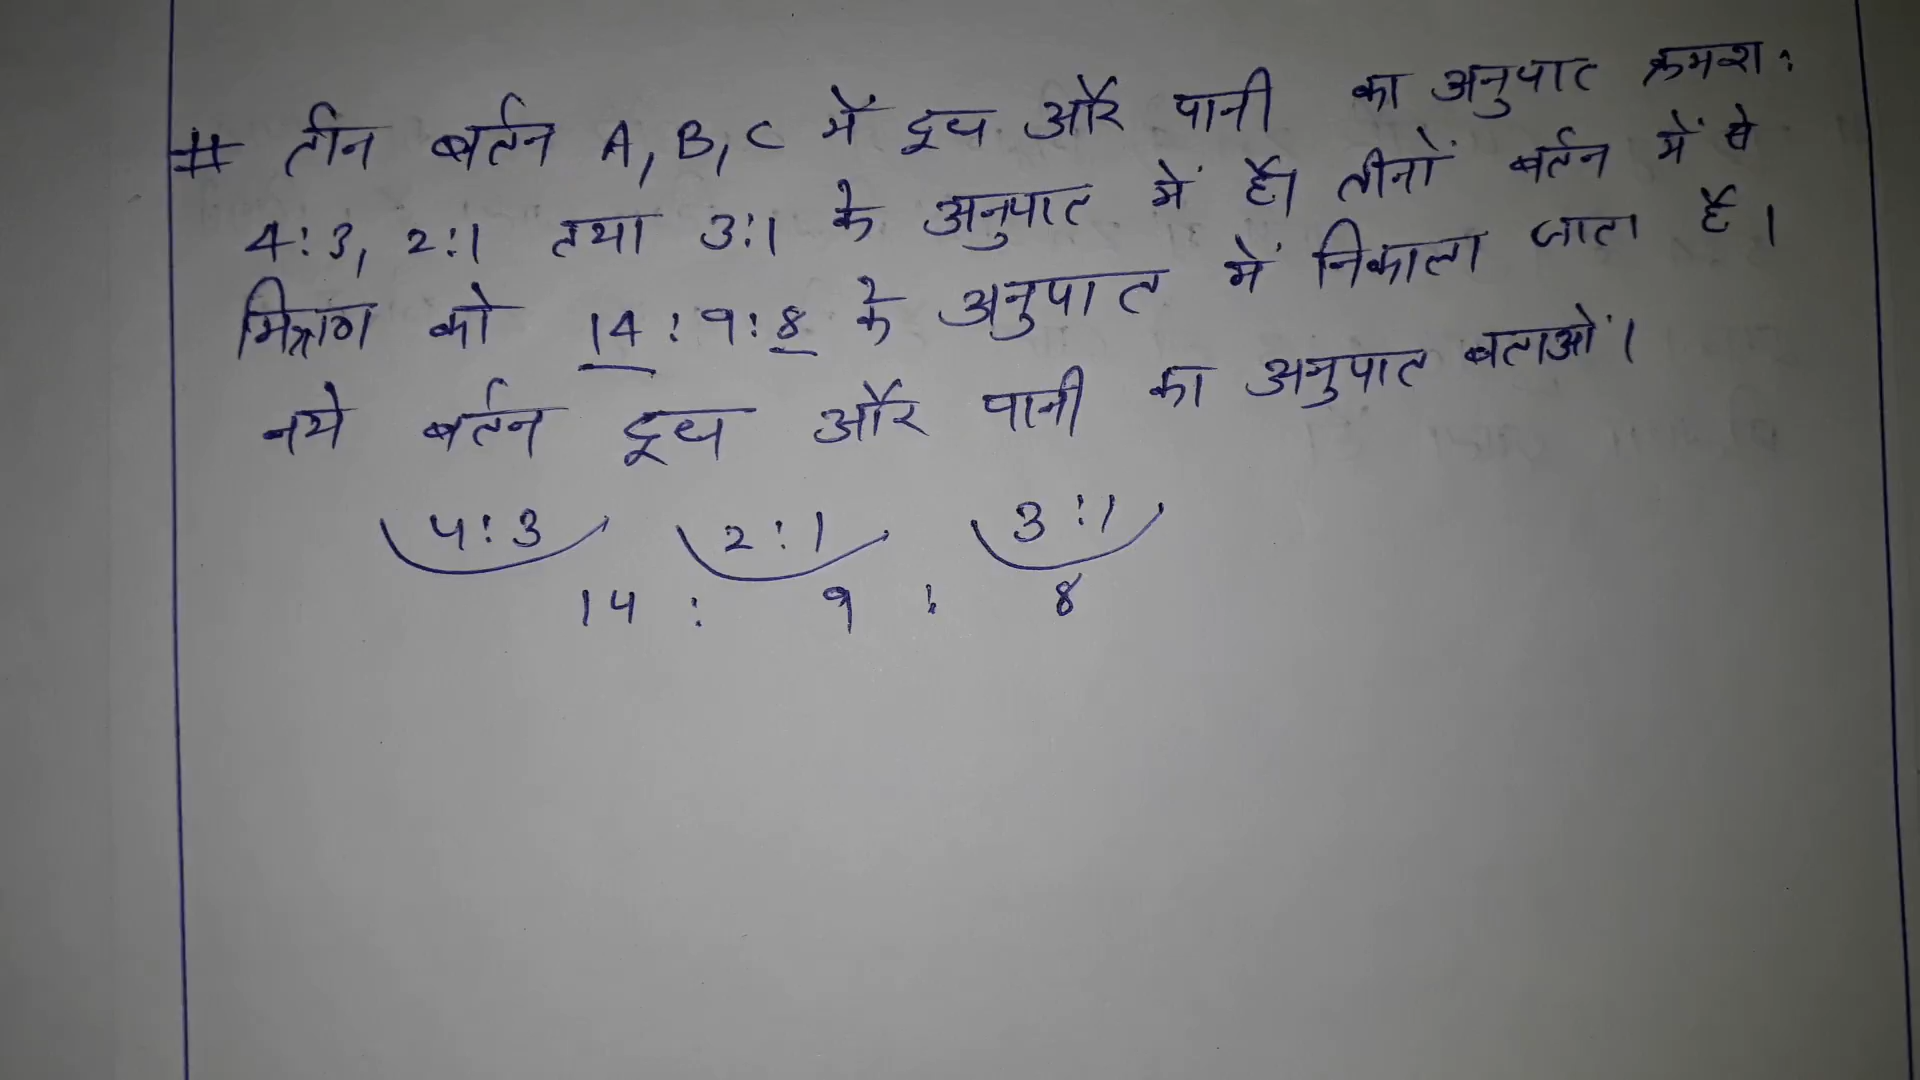 # तीन बर्तन A, B, C में दूध और पानी का अनुपात क्रमश:
4:3, 2:1 तथा 3:1 के अनुपात में है। तीनों बर्तन में से
मिश्रण को 14:9:8 के अनुपात में निकाला जाता है।
नये बर्तन दूध और पानी का अनुपात बताओं।
4:3 2:1 3:1
14 : 9 : 8